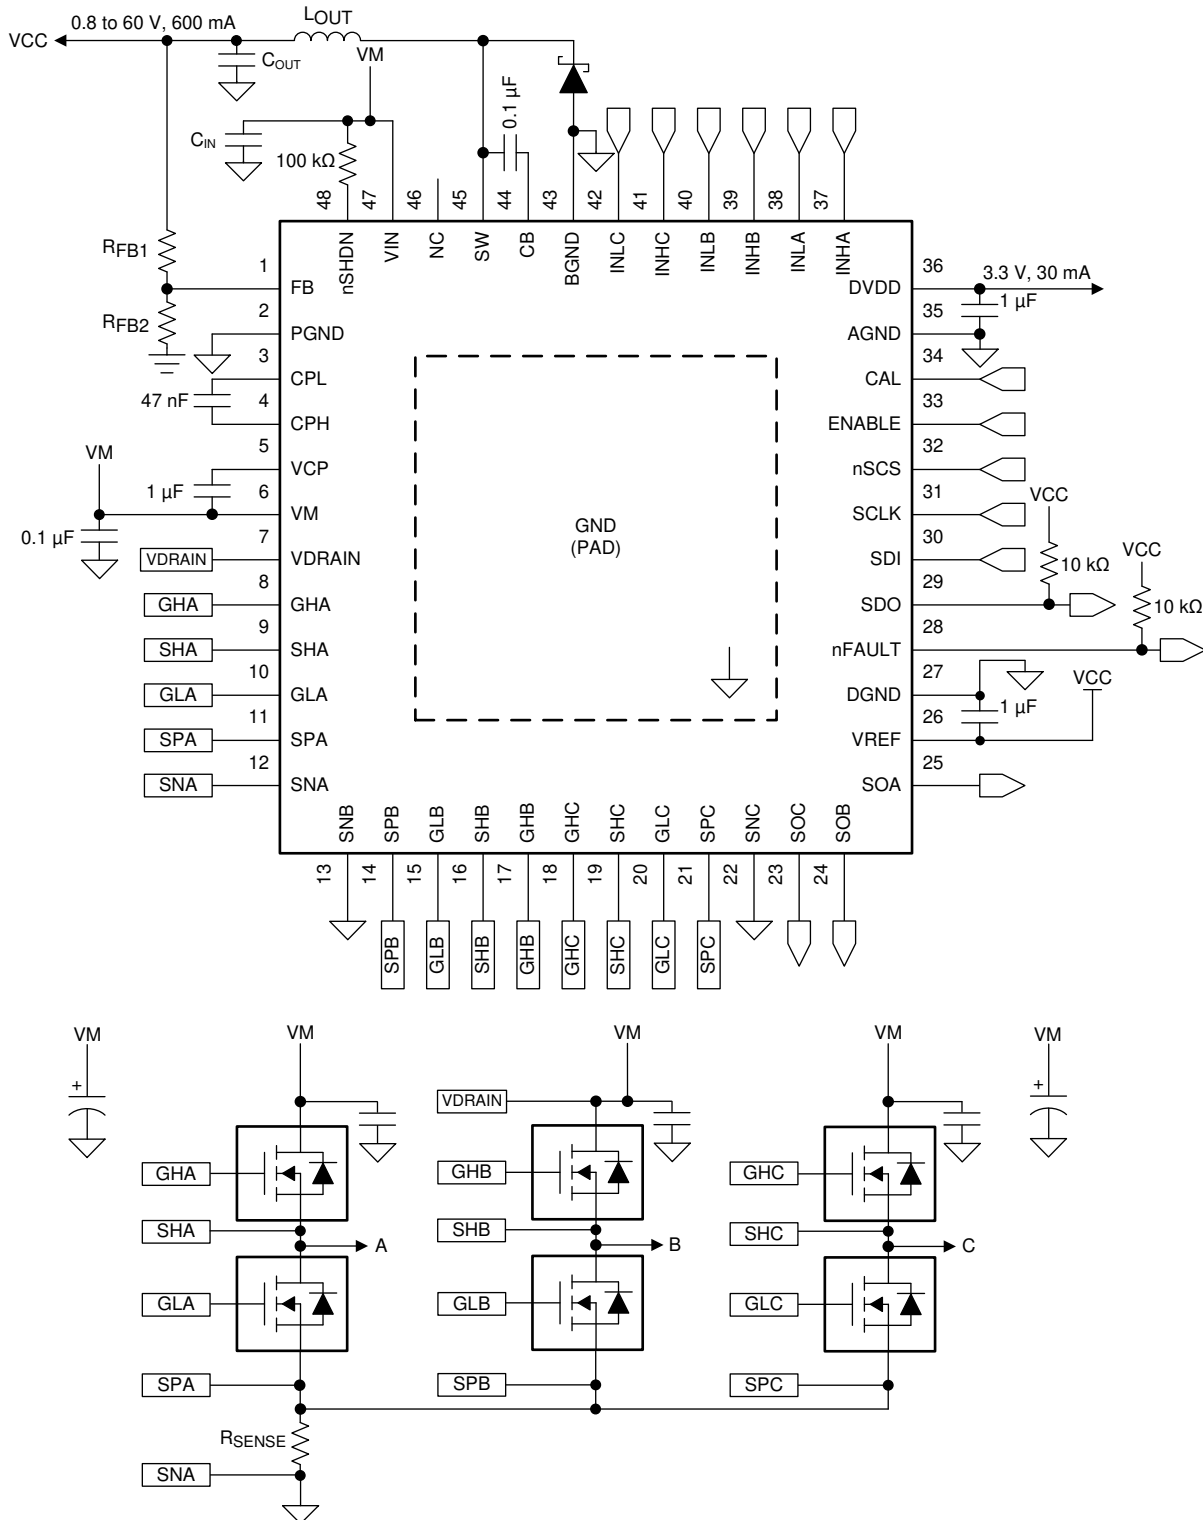 0.8 to 60 V, 600 mA
LOUT
VCC
VM
COUT
0.1 µF
CIN
100 kΩ
48
47
46
45
44
43
42
41
40
39
38
37
nSHDN
VIN
NC
SW
CB
BGND
INLC
INHC
INLB
INHB
INLA
INHA
RFB1
RFB2
1
FB
2
PGND
3
CPL
47 nF
4
CPH
5
VCP
VM
1 µF
6
VM
0.1 µF
7
VDRAIN
VDRAIN
8
GHA
GHA
9
SHA
SHA
10
GLA
GLA
11
SPA
SPA
12
SNA
SNA
GND
(PAD)
36
DVDD
3.3 V, 30 mA
1 µF
35
AGND
34
CAL
33
ENABLE
32
nSCS
31
SCLK
VCC
30
SDI
10 kΩ
VCC
29
SDO
10 kΩ
28
nFAULT
27
DGND
VCC
1 µF
26
VREF
25
SOA
SNB
SPB
GLB
SHB
GHB
GHC
SHC
GLC
SPC
SNC
SOC
SOB
13
14
15
16
17
18
19
20
21
22
23
24
SPB
GLB
SHB
GHB
GHC
SHC
GLC
SPC
VM
VM
VM
VM
VM
+
+
VDRAIN
GHA
GHB
GHC
SHA
SHB
SHC
A
B
C
GLA
GLB
GLC
SPA
SPB
SPC
RSENSE
SNA